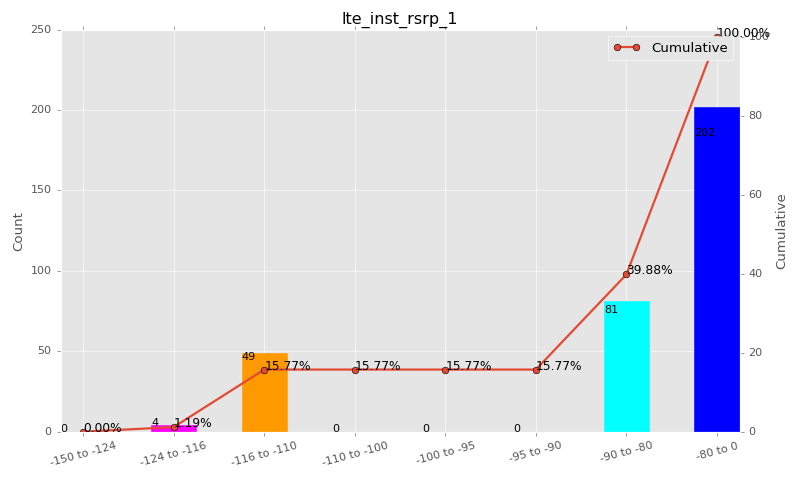 lte_inst_rsrp_1
Cumulative
Count
250
200
150
100
50
0
100
80
60
40
20
0
Cumulative
0
4
49
0
0
0
81
202
0.00%
1.19%
15.77%
15.77%
15.77%
15.77%
39.88%
100.00%
-150 to -124
-124 to -116
-116 to -110
-110 to -100
-100 to -95
-95 to -90
-90 to -80
-80 to 0